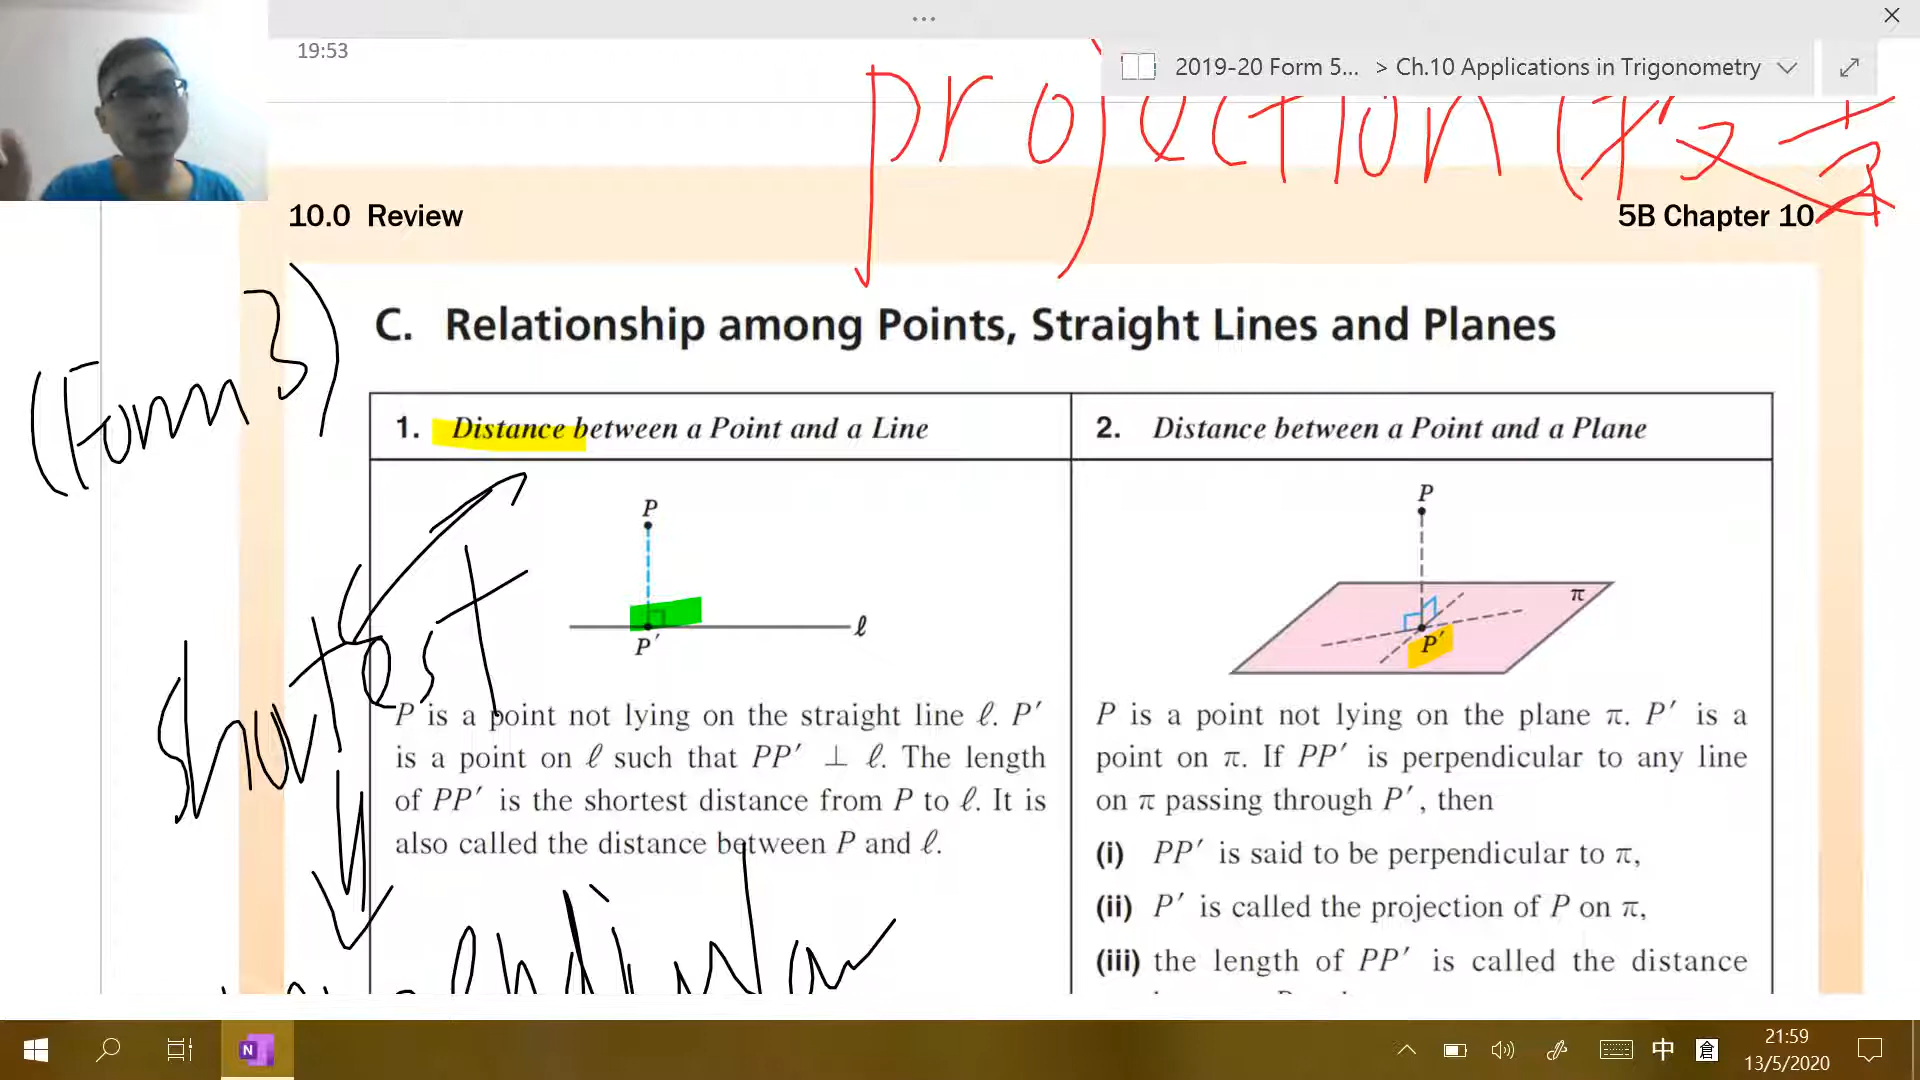 19:53
2019-20 Form 5... > Ch.10 Applications in Trigonometry
projection (投影
10.0 Review
5B Chapter 10
(Form 3)
C. Relationship among Points, Straight Lines and Planes
1. Distance between a Point and a Line
P
P′
ℓ
shortest
P is a point not lying on the straight line ℓ. P′
is a point on ℓ such that PP′ ⊥ ℓ. The length
of PP′ is the shortest distance from P to ℓ. It is
also called the distance between P and ℓ.
2. Distance between a Point and a Plane
P
π
P′
P is a point not lying on the plane π. P′ is a
point on π. If PP′ is perpendicular to any line
on π passing through P′, then
(i) PP′ is said to be perpendicular to π,
(ii) P′ is called the projection of P on π,
(iii) the length of PP′ is called the distance
N
中
倉
21:59
13/5/2020